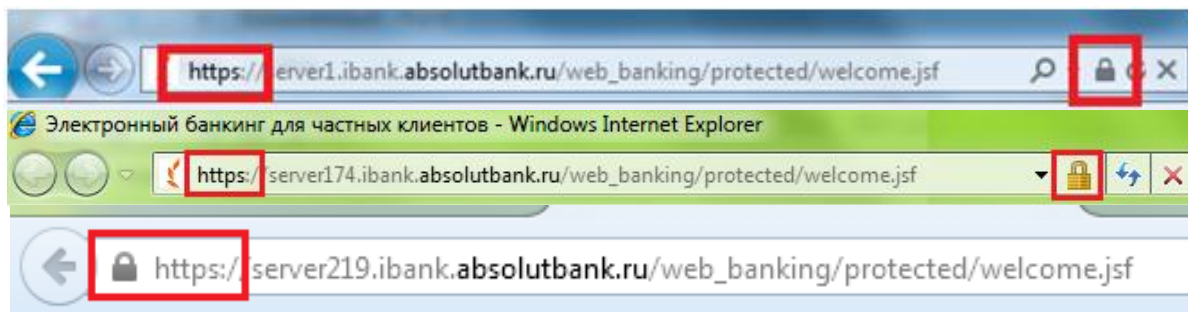 https://server1.ibank.absolutbank.ru/web_banking/protected/welcome.jsf
Электронный банкинг для частных клиентов - Windows Internet Explorer
https://server174.ibank.absolutbank.ru/web_banking/protected/welcome.jsf
https://server219.ibank.absolutbank.ru/web_banking/protected/welcome.jsf